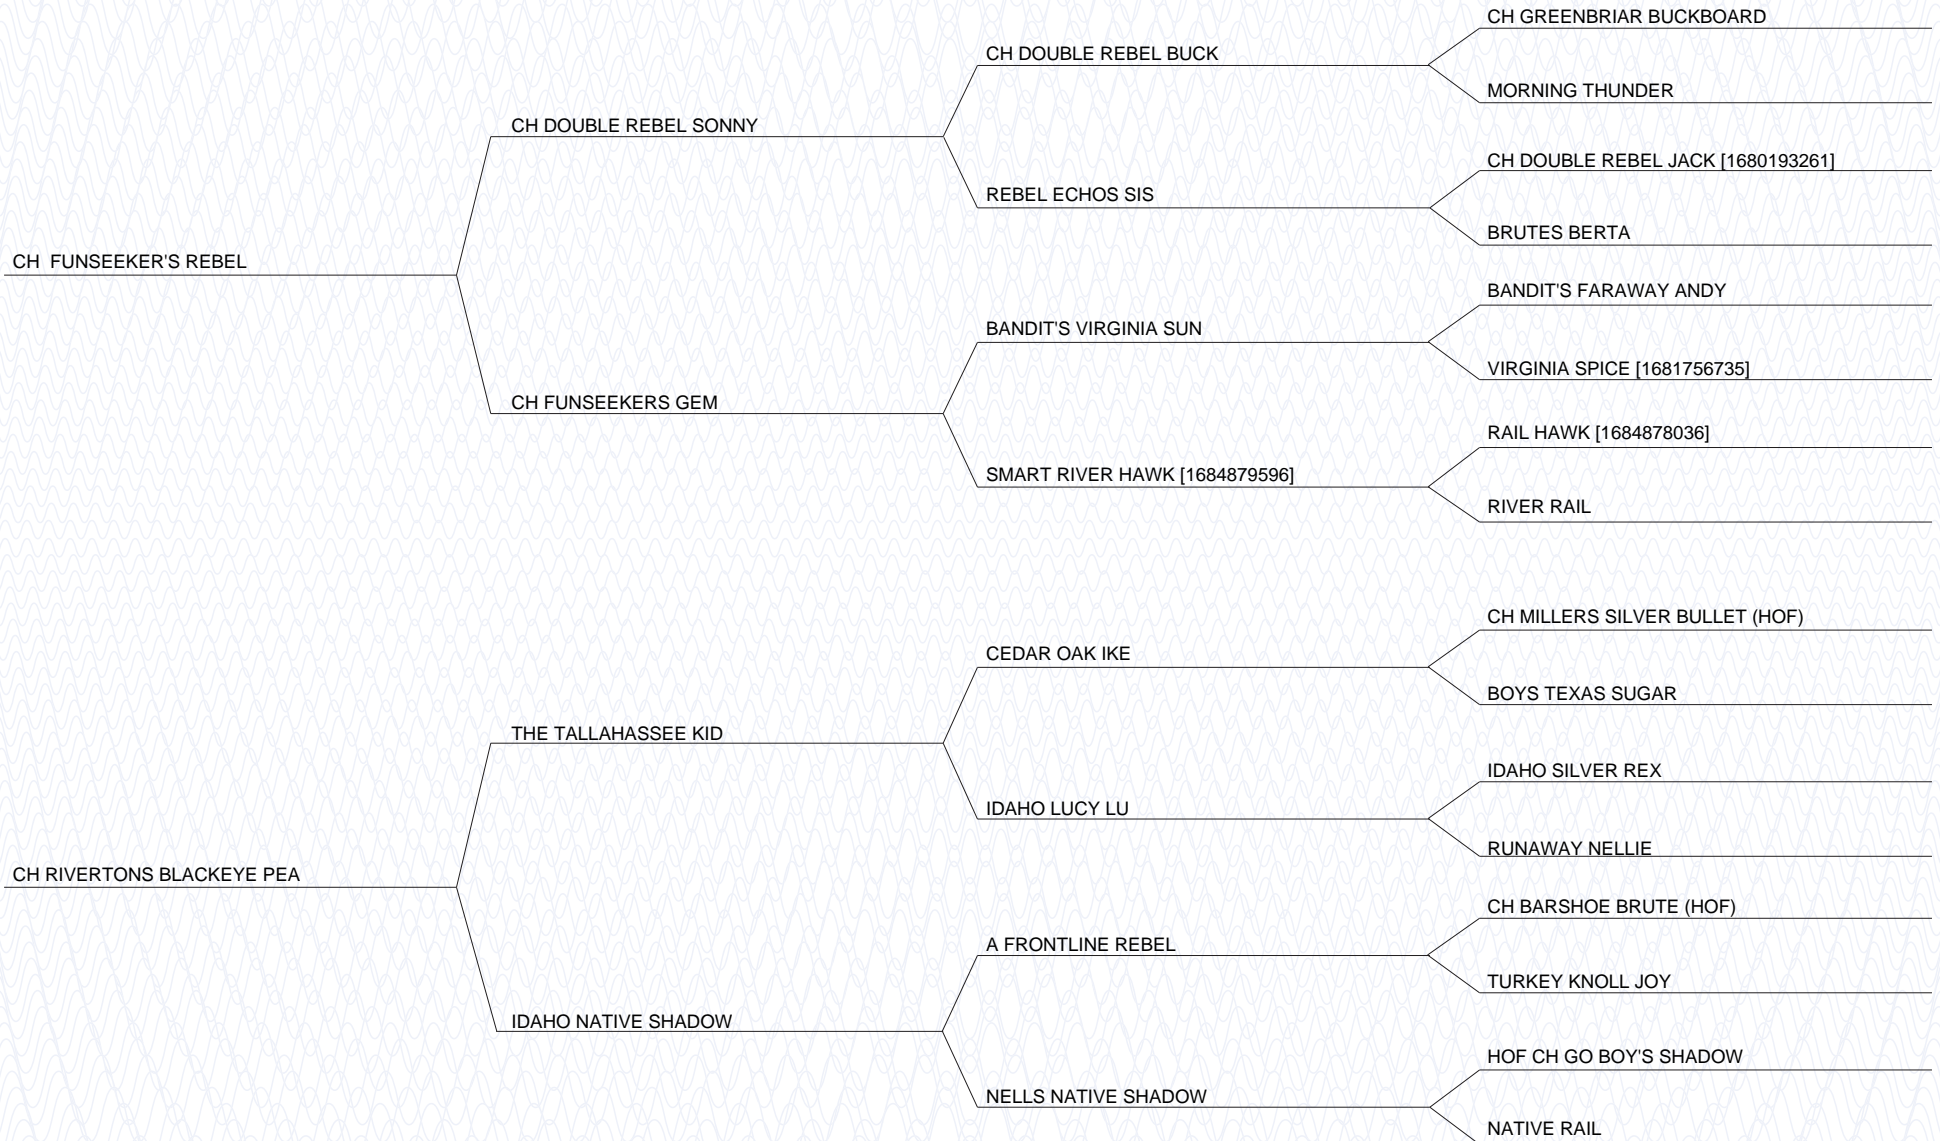 CH GREENBRIAR BUCKBOARD
CH DOUBLE REBEL BUCK
MORNING THUNDER
CH DOUBLE REBEL SONNY
CH DOUBLE REBEL JACK [1680193261]
REBEL ECHOS SIS
BRUTES BERTA
CH  FUNSEEKER'S REBEL
BANDIT'S FARAWAY ANDY
BANDIT'S VIRGINIA SUN
VIRGINIA SPICE [1681756735]
CH FUNSEEKERS GEM
RAIL HAWK [1684878036]
SMART RIVER HAWK [1684879596]
RIVER RAIL
CH MILLERS SILVER BULLET (HOF)
CEDAR OAK IKE
BOYS TEXAS SUGAR
THE TALLAHASSEE KID
IDAHO SILVER REX
IDAHO LUCY LU
RUNAWAY NELLIE
CH RIVERTONS BLACKEYE PEA
CH BARSHOE BRUTE (HOF)
A FRONTLINE REBEL
TURKEY KNOLL JOY
IDAHO NATIVE SHADOW
HOF CH GO BOY'S SHADOW
NELLS NATIVE SHADOW
NATIVE RAIL